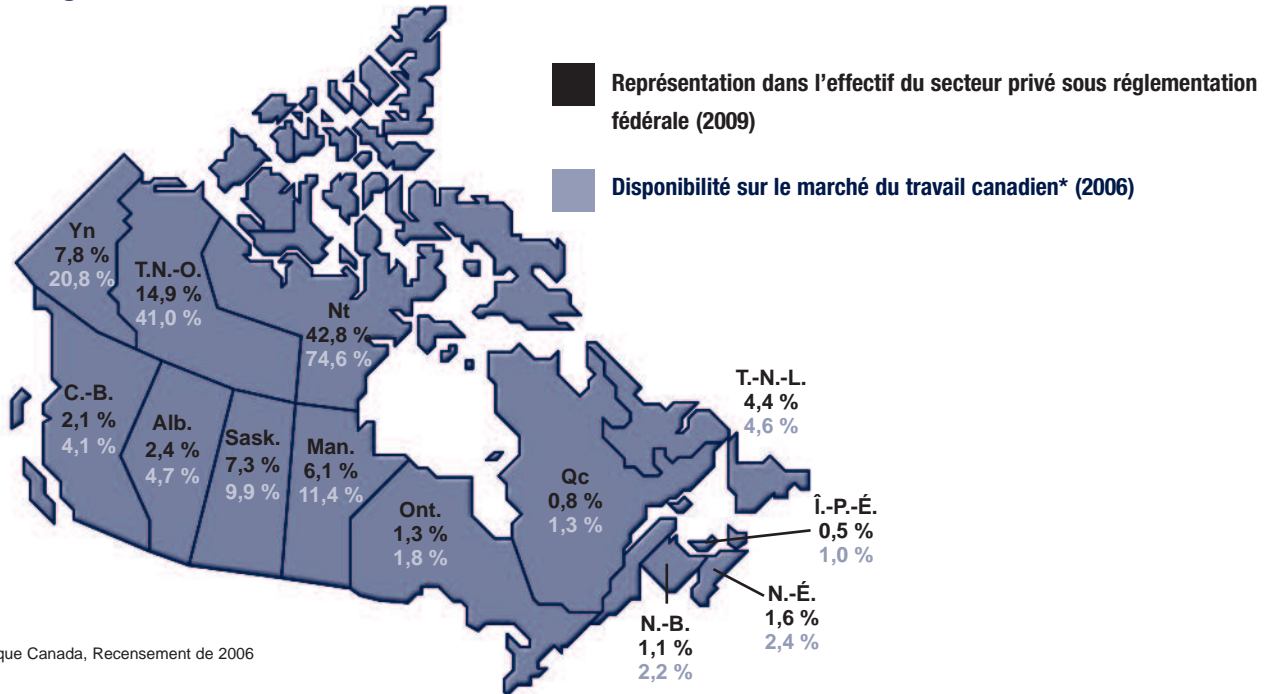 Représentation dans l'effectif du secteur privé sous réglementation
fédérale (2009)
Disponibilité sur le marché du travail canadien* (2006)
Yn
7,8 %
20,8 %
T.N.-O.
14,9 %
41,0 %
Nt
42,8 %
74,6 %
C.-B.
2,1 %
4,1 %
Alb.
2,4 %
4,7 %
Sask.
7,3 %
9,9 %
Man.
6,1 %
11,4 %
Ont.
1,3 %
1,8 %
Qc
0,8 %
1,3 %
T.-N.-L.
4,4 %
4,6 %
Î.-P.-É.
0,5 %
1,0 %
N.-É.
1,6 %
2,4 %
N.-B.
1,1 %
2,2 %
que Canada, Recensement de 2006